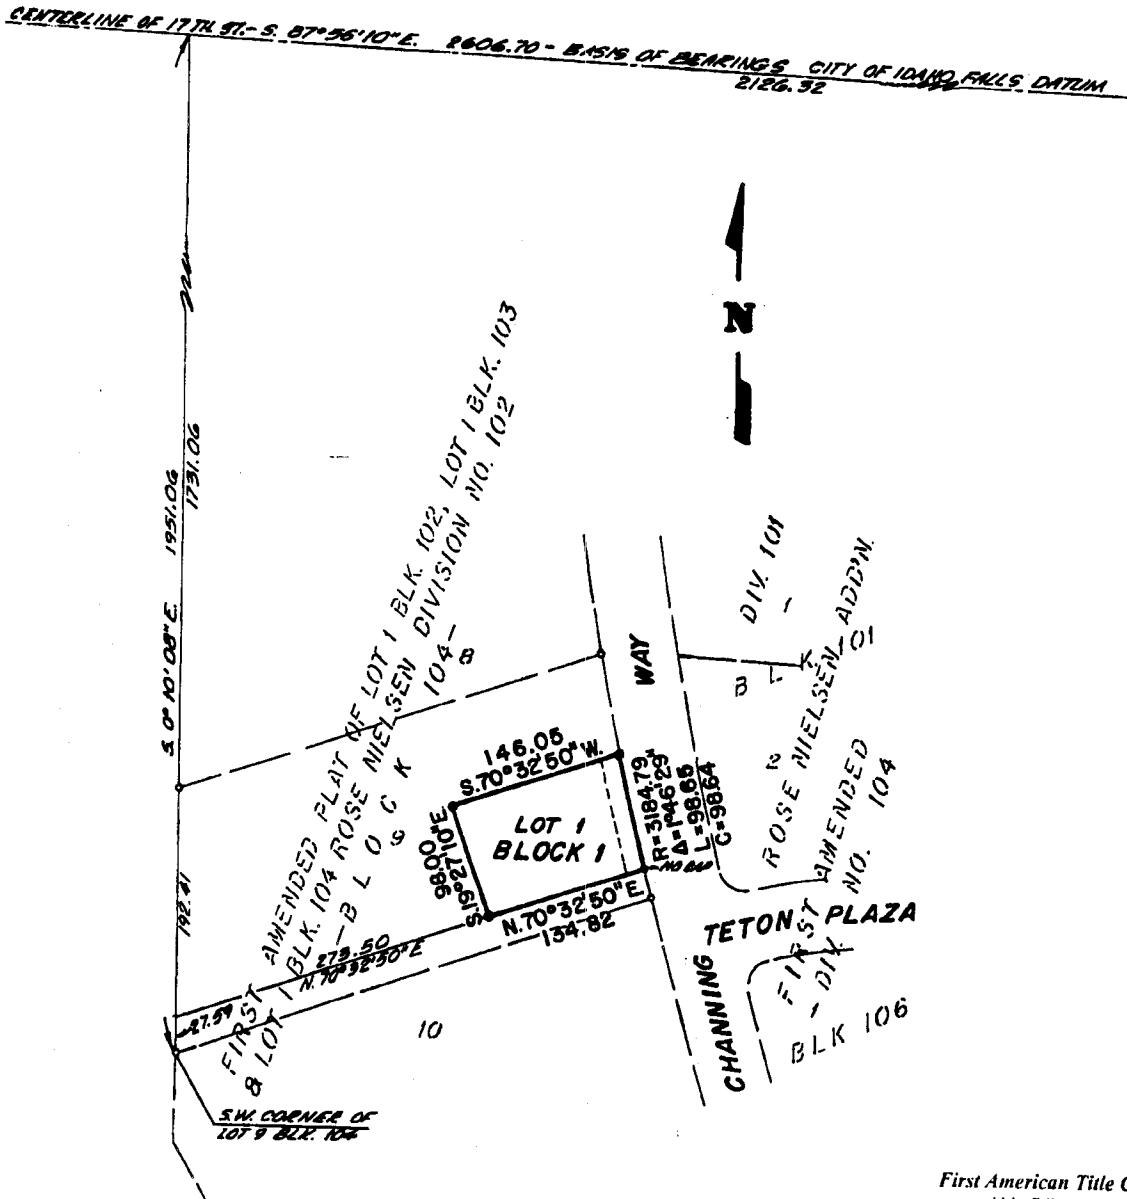 CENTERLINE OF 17TH ST.- S. 87°56'10"E. 2606.70 - BASIS OF BEARINGS CITY OF IDAHO FALLS DATUM
2126.32
N
S. 0° 10' 08" E. 1951.06
1731.06
192.41
27.59
FIRST AMENDED PLAT OF LOT 1 BLK. 102, LOT 1 BLK. 103
& LOT 1 BLK. 104 ROSE NIELSEN DIVISION NO. 102
-BLOCK 104-
8
9
10
WAY
DIV. 101
1
BLK. 101
2
ROSE NIELSEN ADD'N.
FIRST AMENDED
DIV. NO. 104
1
BLK 106
146.05
S.70°32'50"W.
LOT 1
BLOCK 1
98.00
S.19°27'10"E
R=3184.79'
Δ=1°46'29"
L=98.65
C=98.64
N.70°32'50"E
134.82
273.50
N.70°32'50"E
TETON PLAZA
CHANNING
S.W. CORNER OF
LOT 9 BLK. 104
First American Title